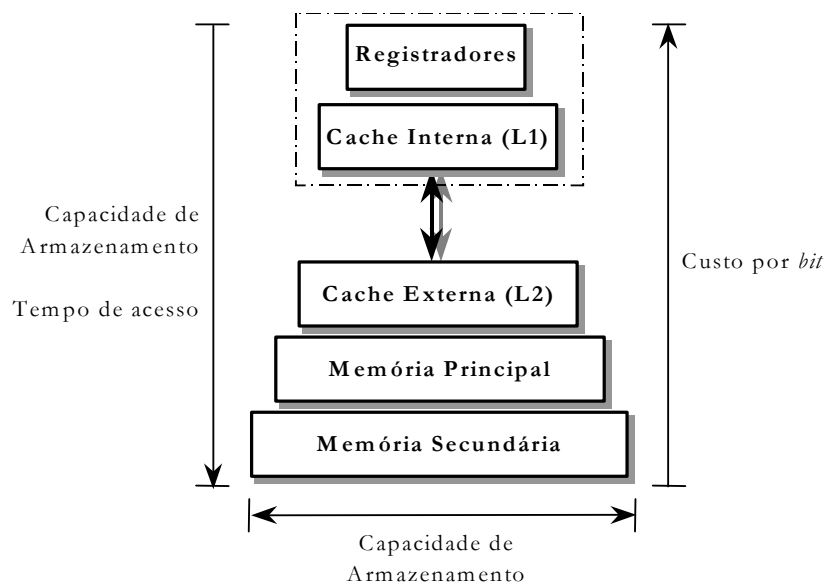 Registradores
Cache Interna (L1)
Capacidade de
Armazenamento
Tempo de acesso
Custo por bit
Cache Externa (L2)
Memória Principal
Memória Secundária
Capacidade de
Armazenamento